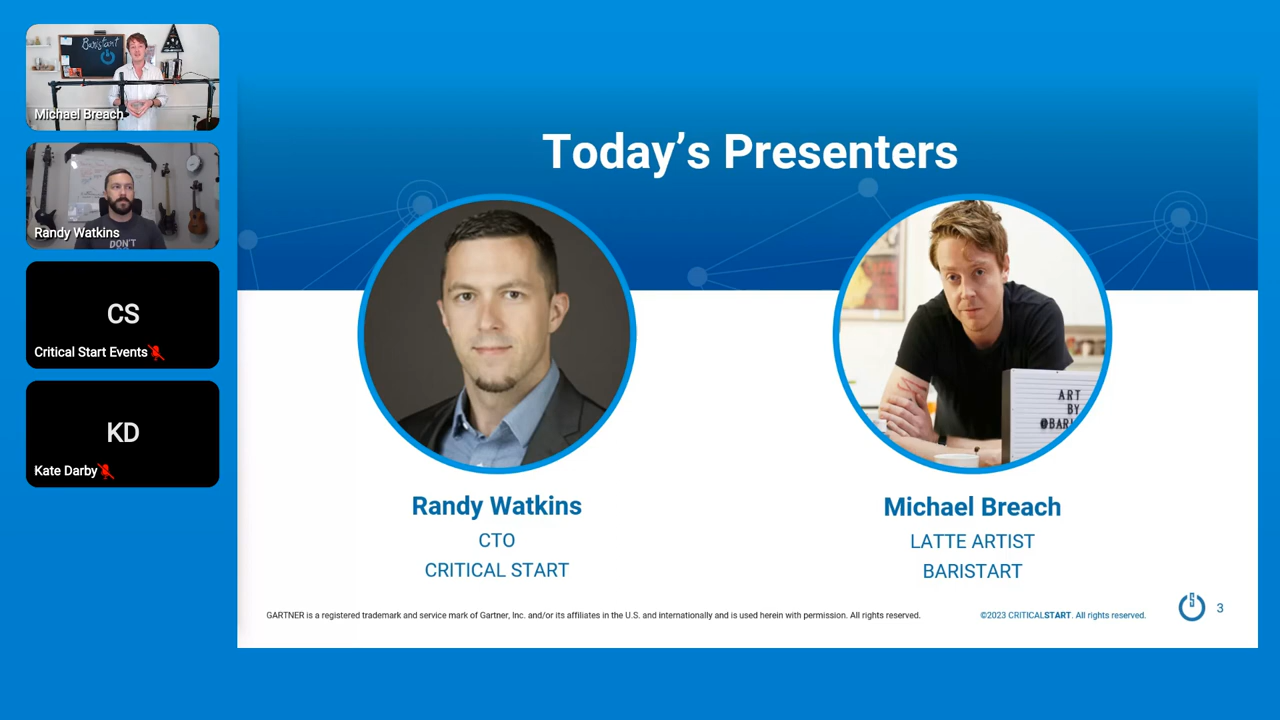 Baristart
Michael Breach
Randy Watkins
DON'T
CS
Critical Start Events
KD
Kate Darby
Today’s Presenters
ART
BY
Randy Watkins
CTO
CRITICAL START
Michael Breach
LATTE ARTIST
BARISTART
GARTNER is a registered trademark and service mark of Gartner, Inc. and/or its affiliates in the U.S. and internationally and is used herein with permission. All rights reserved.
©2023 CRITICALSTART. All rights reserved.
3